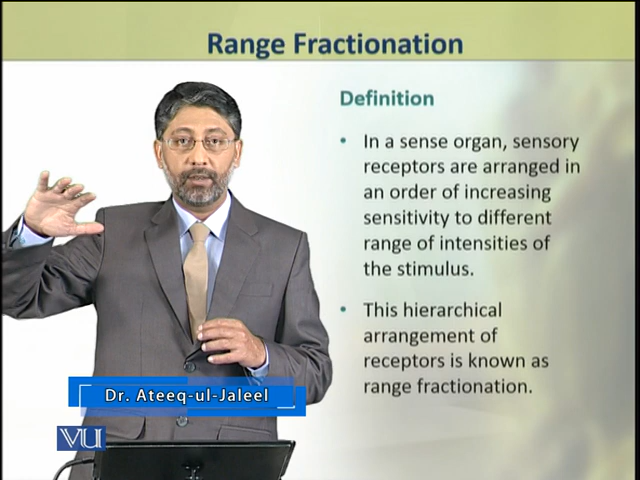 Range Fractionation
Definition
• In a sense organ, sensory
receptors are arranged in
an order of increasing
sensitivity to different
range of intensities of
the stimulus.
• This hierarchical
arrangement of
receptors is known as
range fractionation.
Dr. Ateeq-ul-Jaleel
VU